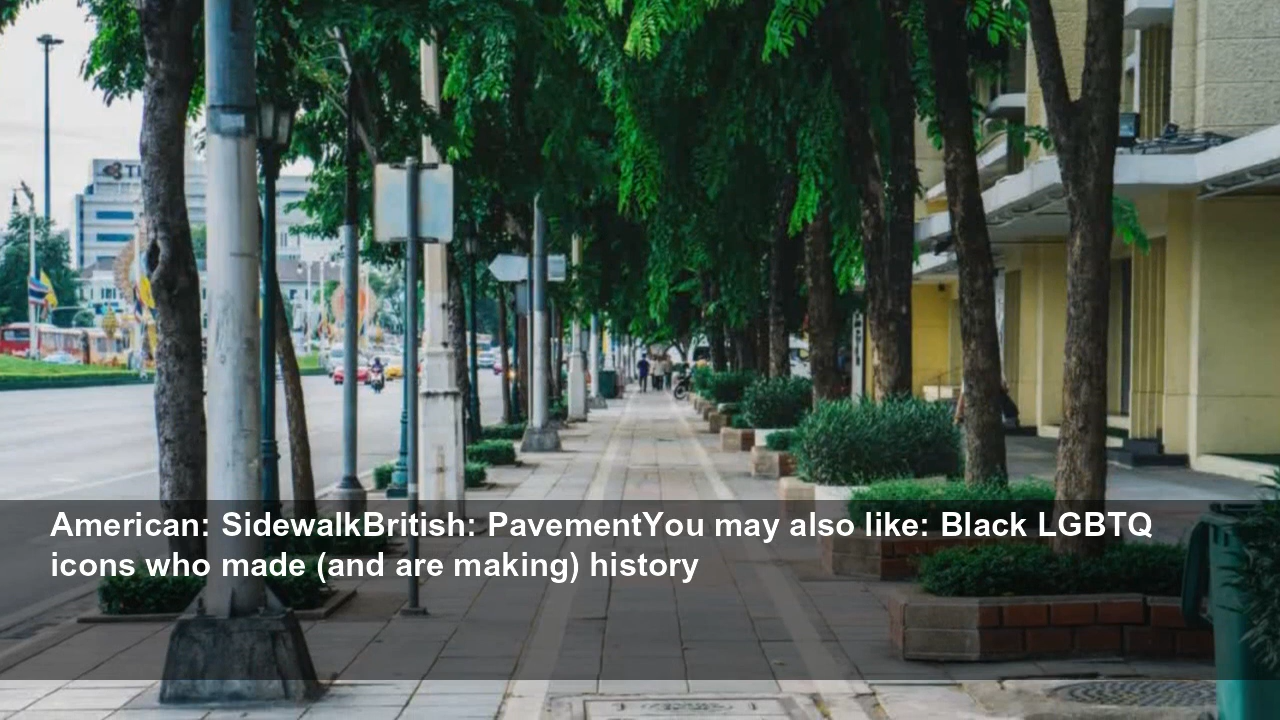 American: SidewalkBritish: PavementYou may also like: Black LGBTQ
icons who made (and are making) history